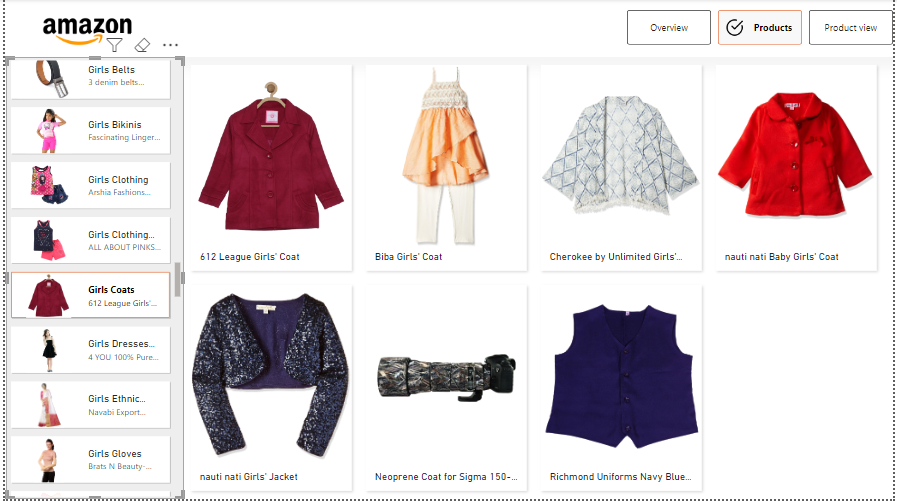 amazon
Overview
Products
Product view
Girls Belts
3 denim belts...
Girls Bikinis
Fascinating Linger...
Girls Clothing
Arshia Fashions...
Girls Clothing...
ALL ABOUT PINKS...
Girls Coats
612 League Girls'...
Girls Dresses...
4 YOU 100% Pure...
Girls Ethnic...
Navabi Export...
Girls Gloves
Brats N Beauty-...
612 League Girls' Coat
Biba Girls' Coat
Cherokee by Unlimited Girls'...
nauti nati Baby Girls' Coat
nauti nati Girls' Jacket
Neoprene Coat for Sigma 150-...
Richmond Uniforms Navy Blue...